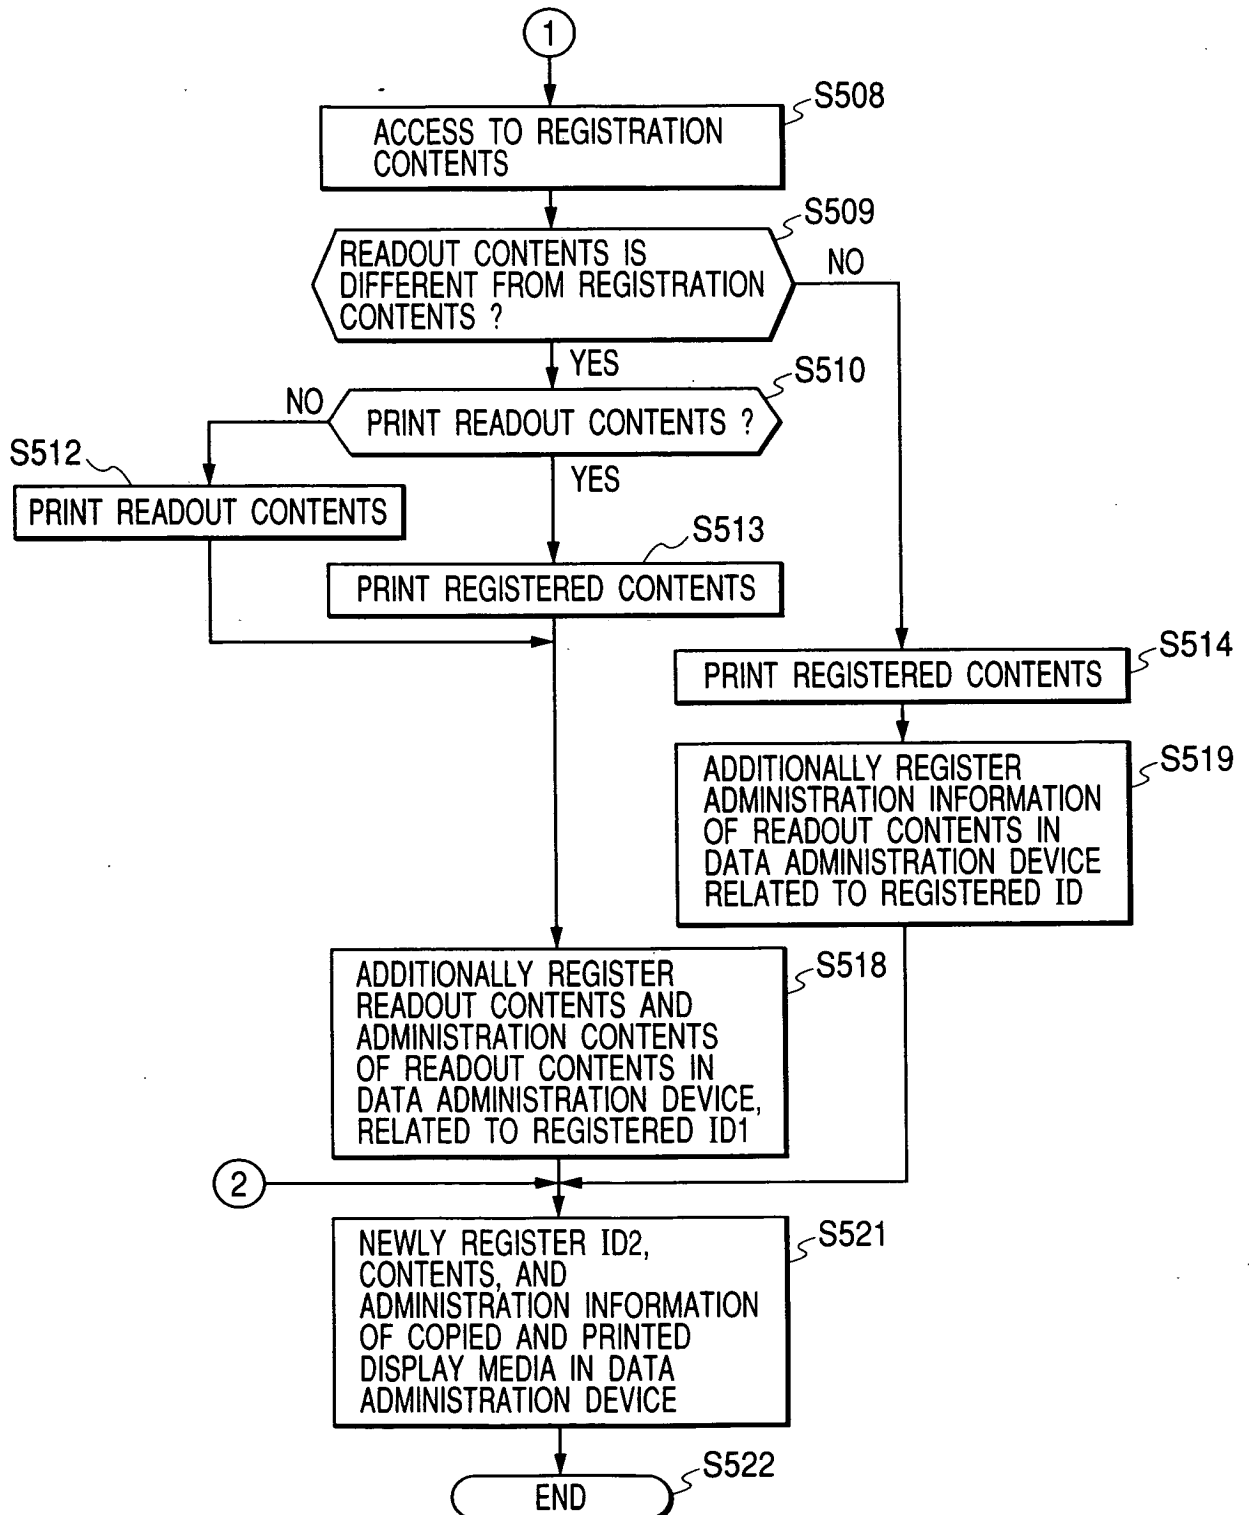 1
S508
ACCESS TO REGISTRATION
CONTENTS
S509
READOUT CONTENTS IS
DIFFERENT FROM REGISTRATION
CONTENTS ?
NO
YES
S510
NO
PRINT READOUT CONTENTS ?
S512
YES
PRINT READOUT CONTENTS
S513
PRINT REGISTERED CONTENTS
S514
PRINT REGISTERED CONTENTS
S519
ADDITIONALLY REGISTER
ADMINISTRATION INFORMATION
OF READOUT CONTENTS IN
DATA ADMINISTRATION DEVICE
RELATED TO REGISTERED ID
S518
ADDITIONALLY REGISTER
READOUT CONTENTS AND
ADMINISTRATION CONTENTS
OF READOUT CONTENTS IN
DATA ADMINISTRATION DEVICE,
RELATED TO REGISTERED ID1
2
S521
NEWLY REGISTER ID2,
CONTENTS, AND
ADMINISTRATION INFORMATION
OF COPIED AND PRINTED
DISPLAY MEDIA IN DATA
ADMINISTRATION DEVICE
S522
END